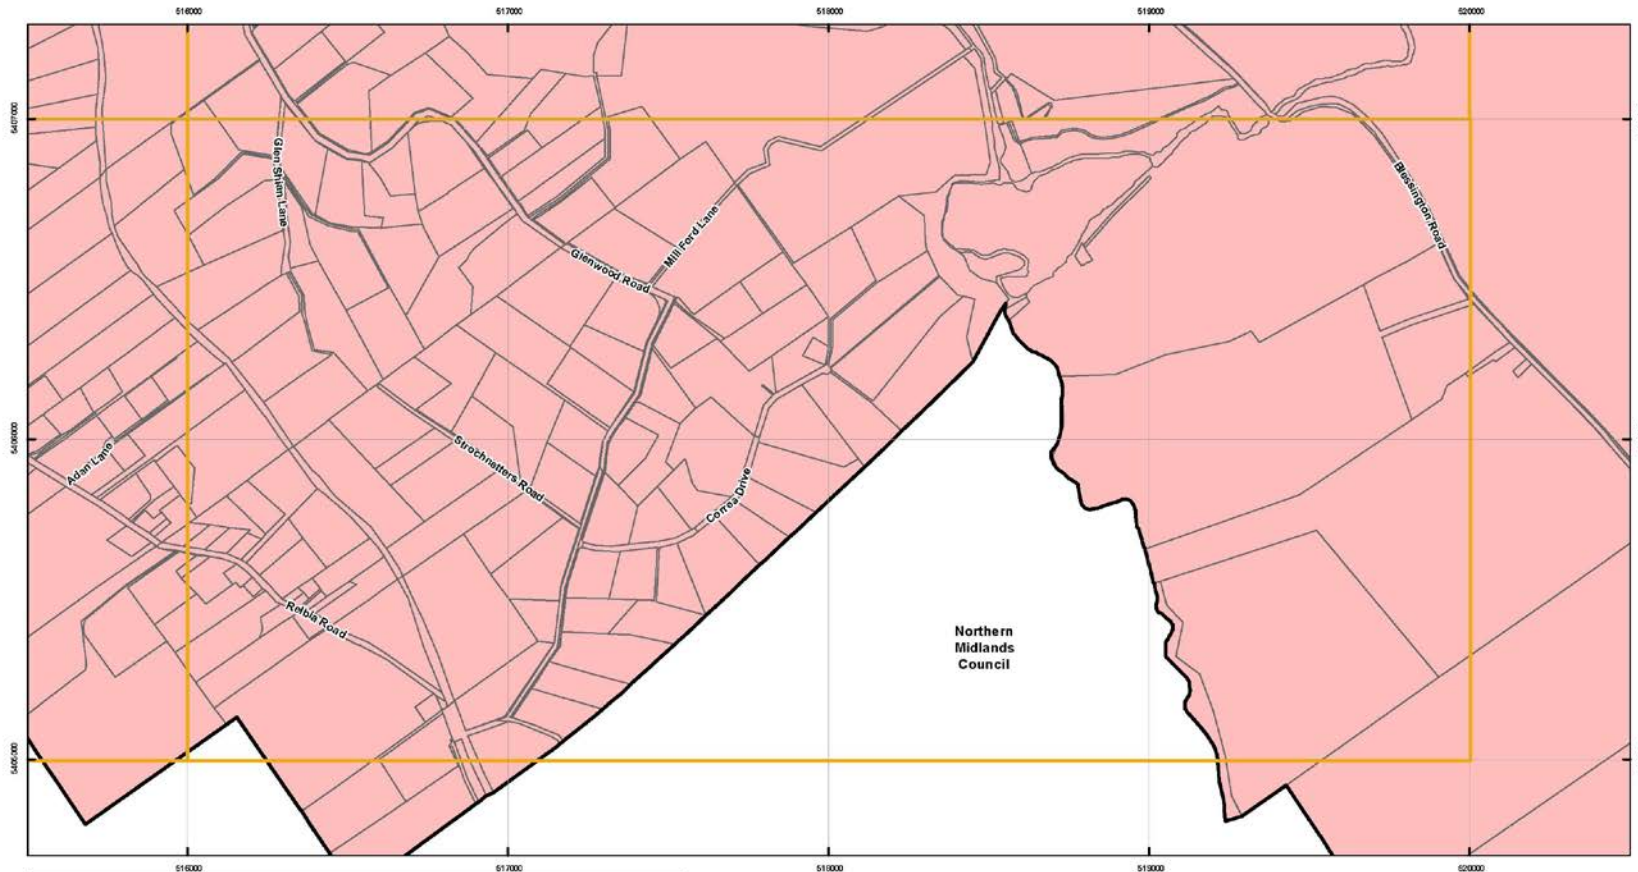 516000
517000
518000
519000
520000
5407000
Glen Shian Lane
Blessington Road
Mill Ford Lane
Glenwood Road
5406000
Adan Lane
Strochnetters Road
Correa Drive
Relbia Road
Northern
Midlands
Council
5405000
516000
517000
518000
519000
520000